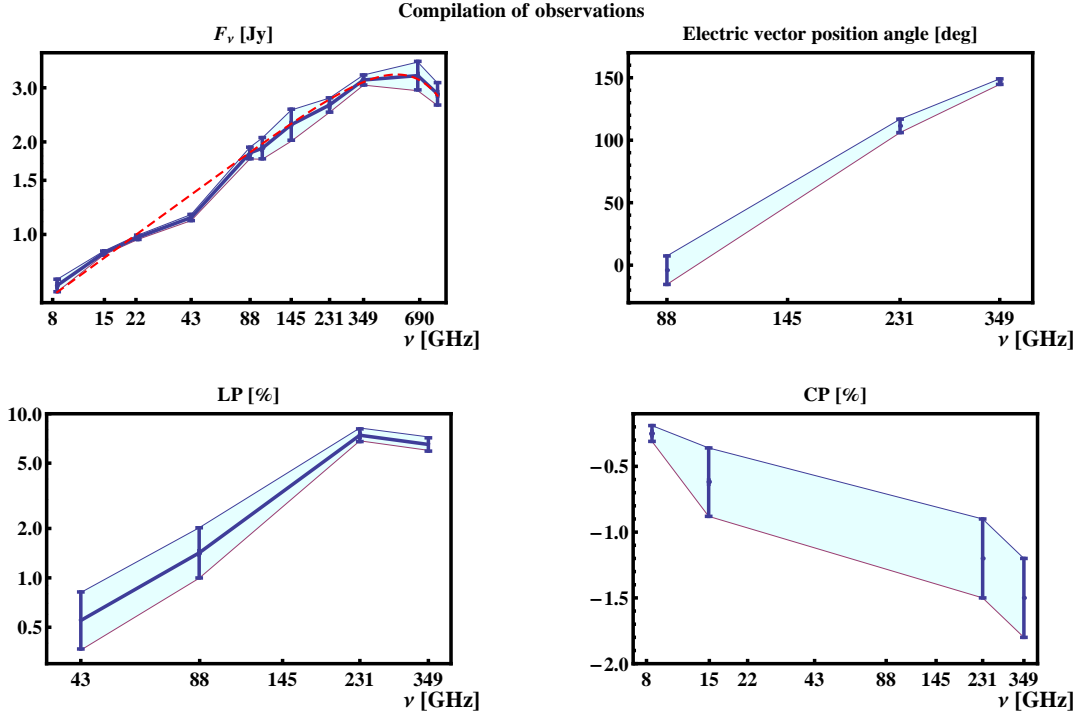 Compilation of observations
Fν [Jy]
3.0
2.0
1.5
1.0
8 15 22 43 88 145 231 349 690
ν [GHz]
Electric vector position angle [deg]
150
100
50
0
88 145 231 349
ν [GHz]
LP [%]
10.0
5.0
2.0
1.0
0.5
43 88 145 231 349
ν [GHz]
CP [%]
−0.5
−1.0
−1.5
−2.0
8 15 22 43 88 145 231 349
ν [GHz]